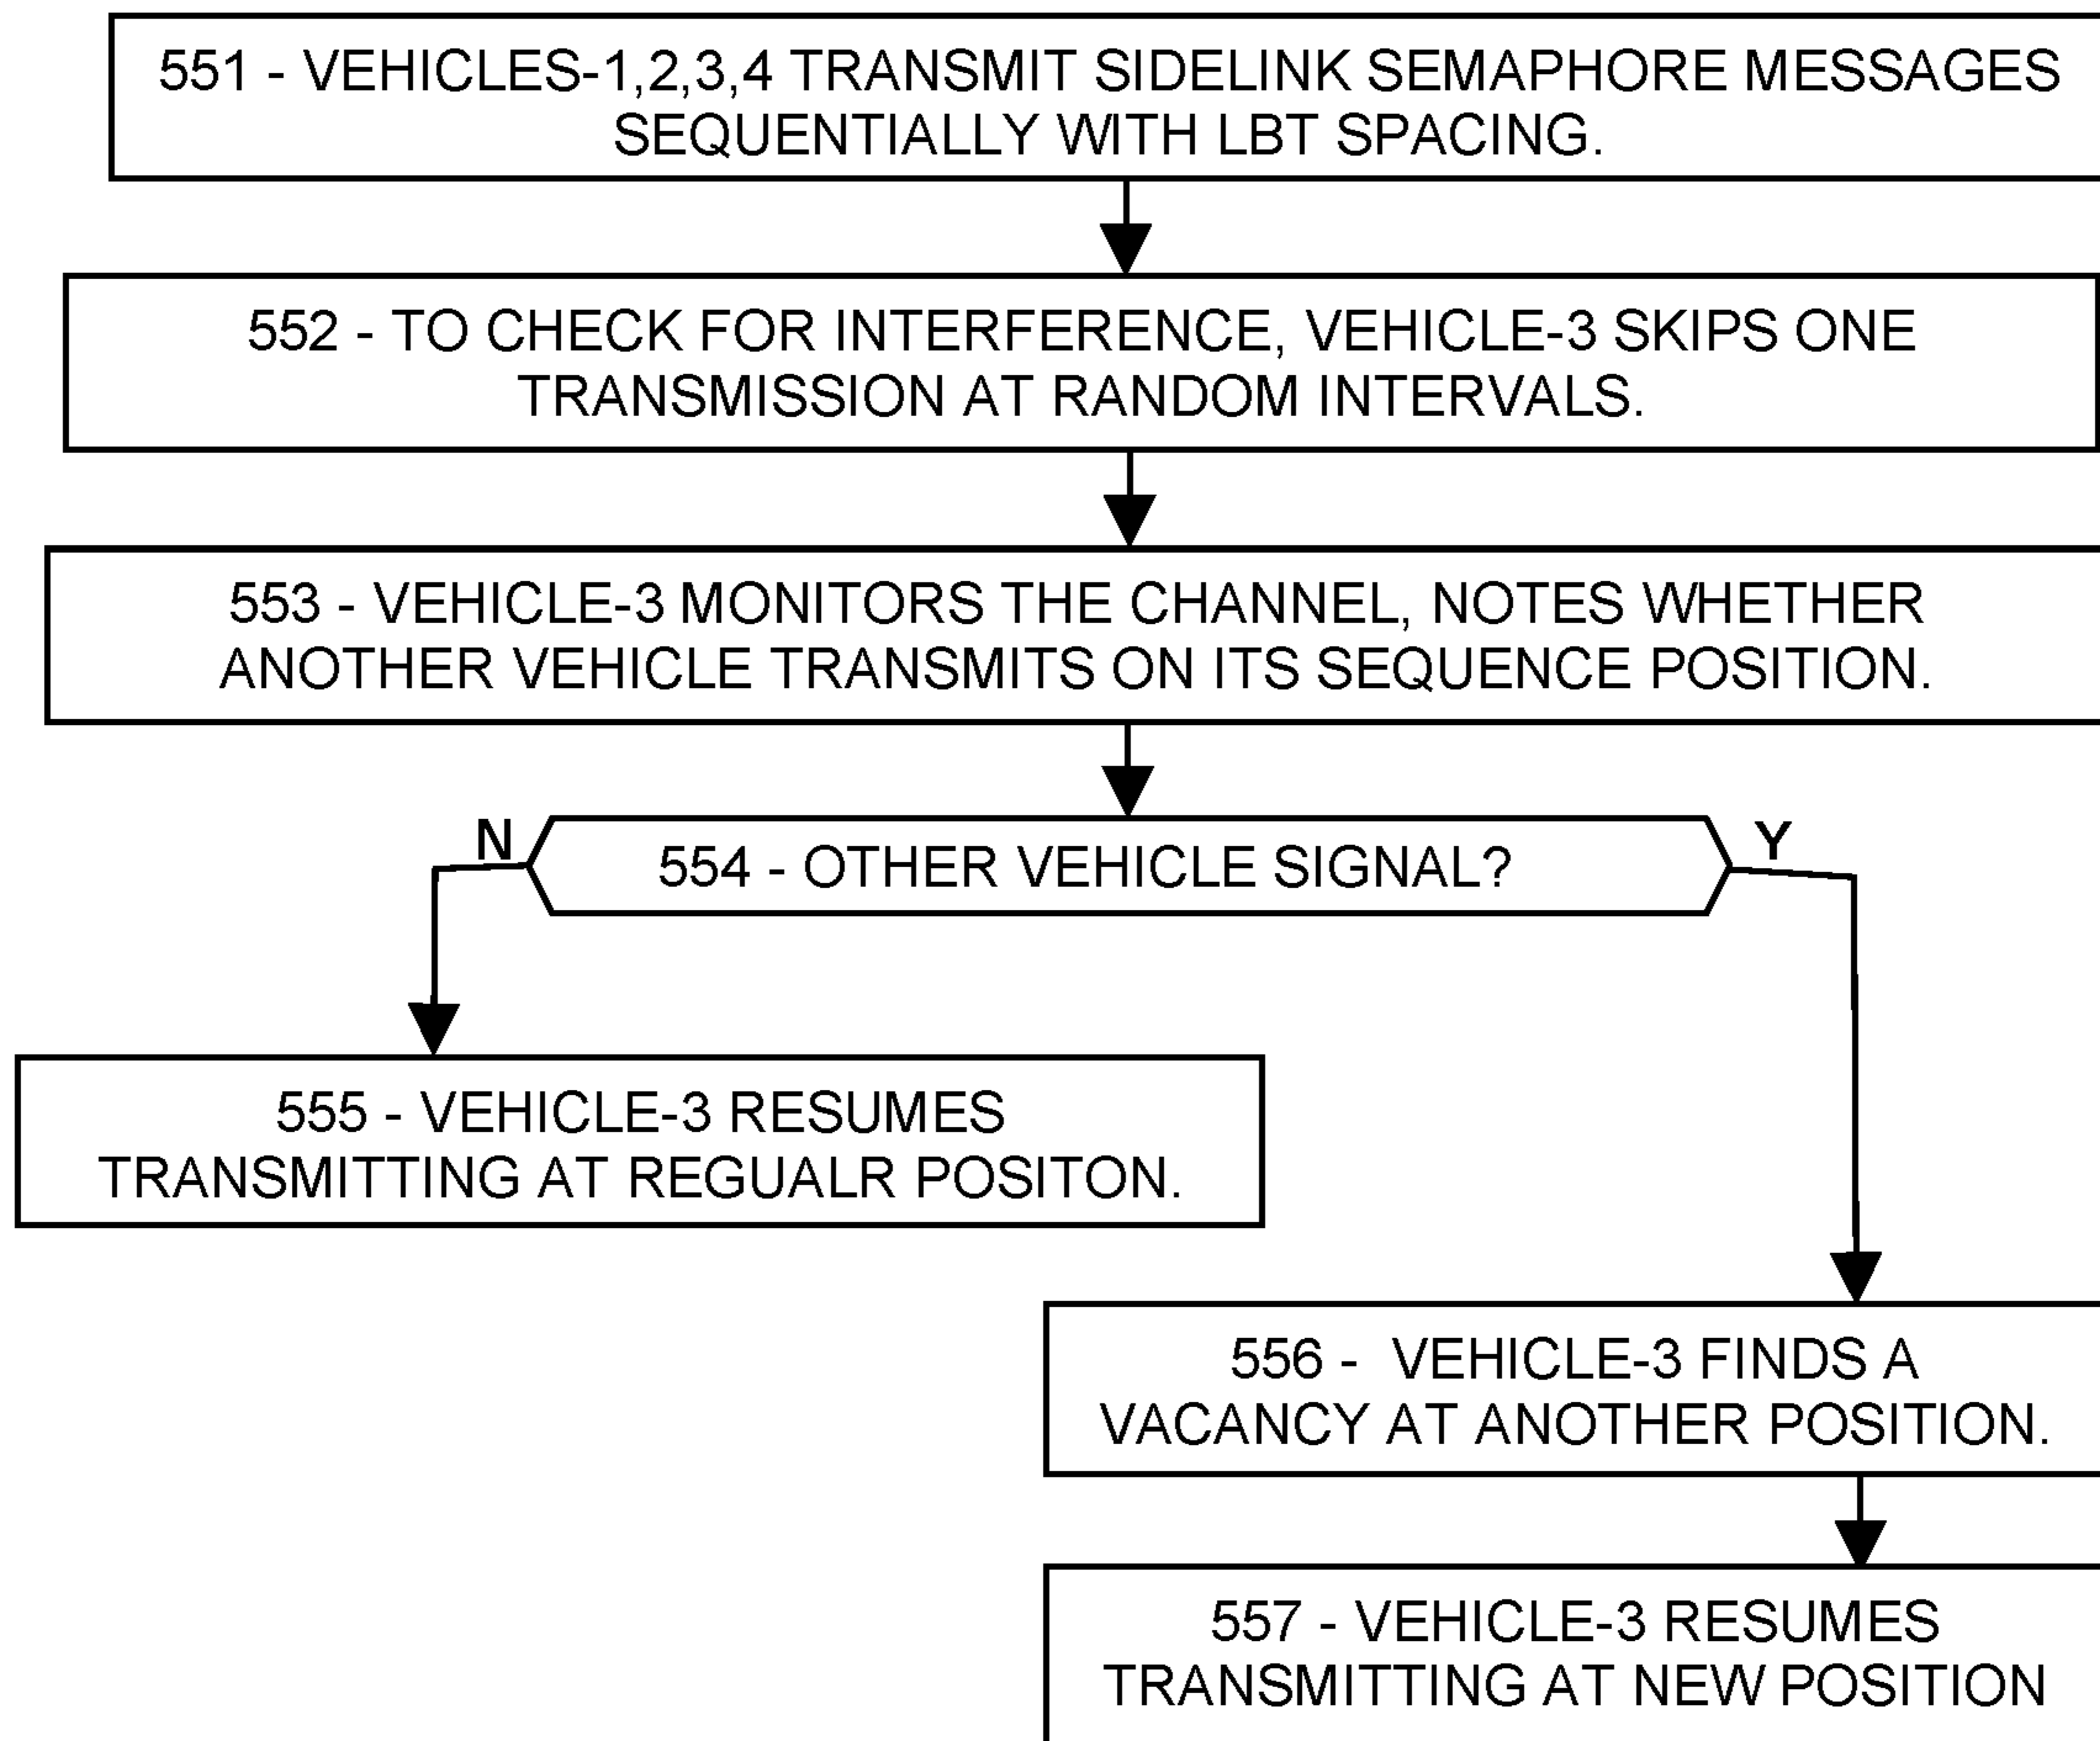 551 - VEHICLES-1,2,3,4 TRANSMIT SIDELINK SEMAPHORE MESSAGES
SEQUENTIALLY WITH LBT SPACING.
552 - TO CHECK FOR INTERFERENCE, VEHICLE-3 SKIPS ONE
TRANSMISSION AT RANDOM INTERVALS.
553 - VEHICLE-3 MONITORS THE CHANNEL, NOTES WHETHER
ANOTHER VEHICLE TRANSMITS ON ITS SEQUENCE POSITION.
N
554 - OTHER VEHICLE SIGNAL?
Y
555 - VEHICLE-3 RESUMES
TRANSMITTING AT REGUALR POSITON.
556 - VEHICLE-3 FINDS A
VACANCY AT ANOTHER POSITION.
557 - VEHICLE-3 RESUMES
TRANSMITTING AT NEW POSITION